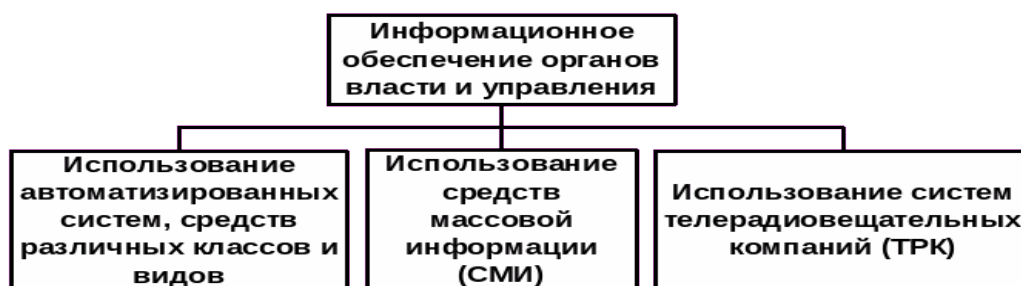 Информационное
обеспечение органов
власти и управления
Использование
автоматизированных
систем, средств
различных классов и
видов
Использование
средств
массовой
информации
(СМИ)
Использование систем
телерадиовещательных
компаний (ТРК)